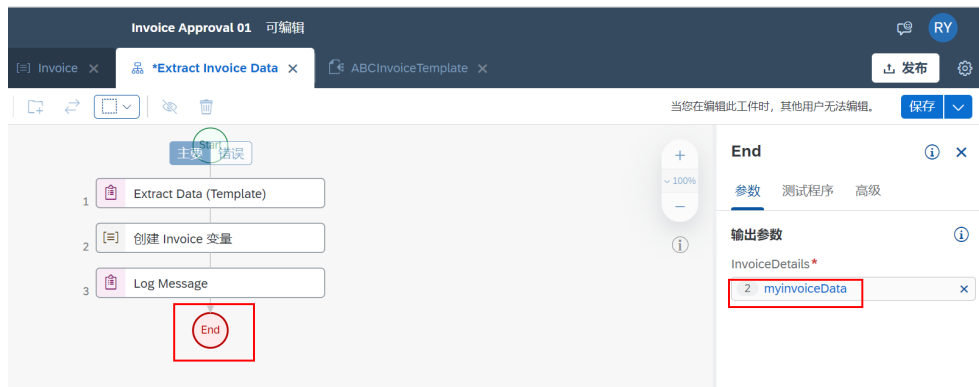 Invoice Approval 01 可编辑
RY
Invoice
*Extract Invoice Data
ABCInvoiceTemplate
发布
当您在编辑此工件时，其他用户无法编辑。
保存
Start
主要 错误
1 Extract Data (Template)
2 创建 Invoice 变量
3 Log Message
End
100%
End
参数 测试程序 高级
输出参数
InvoiceDetails*
2 myinvoiceData